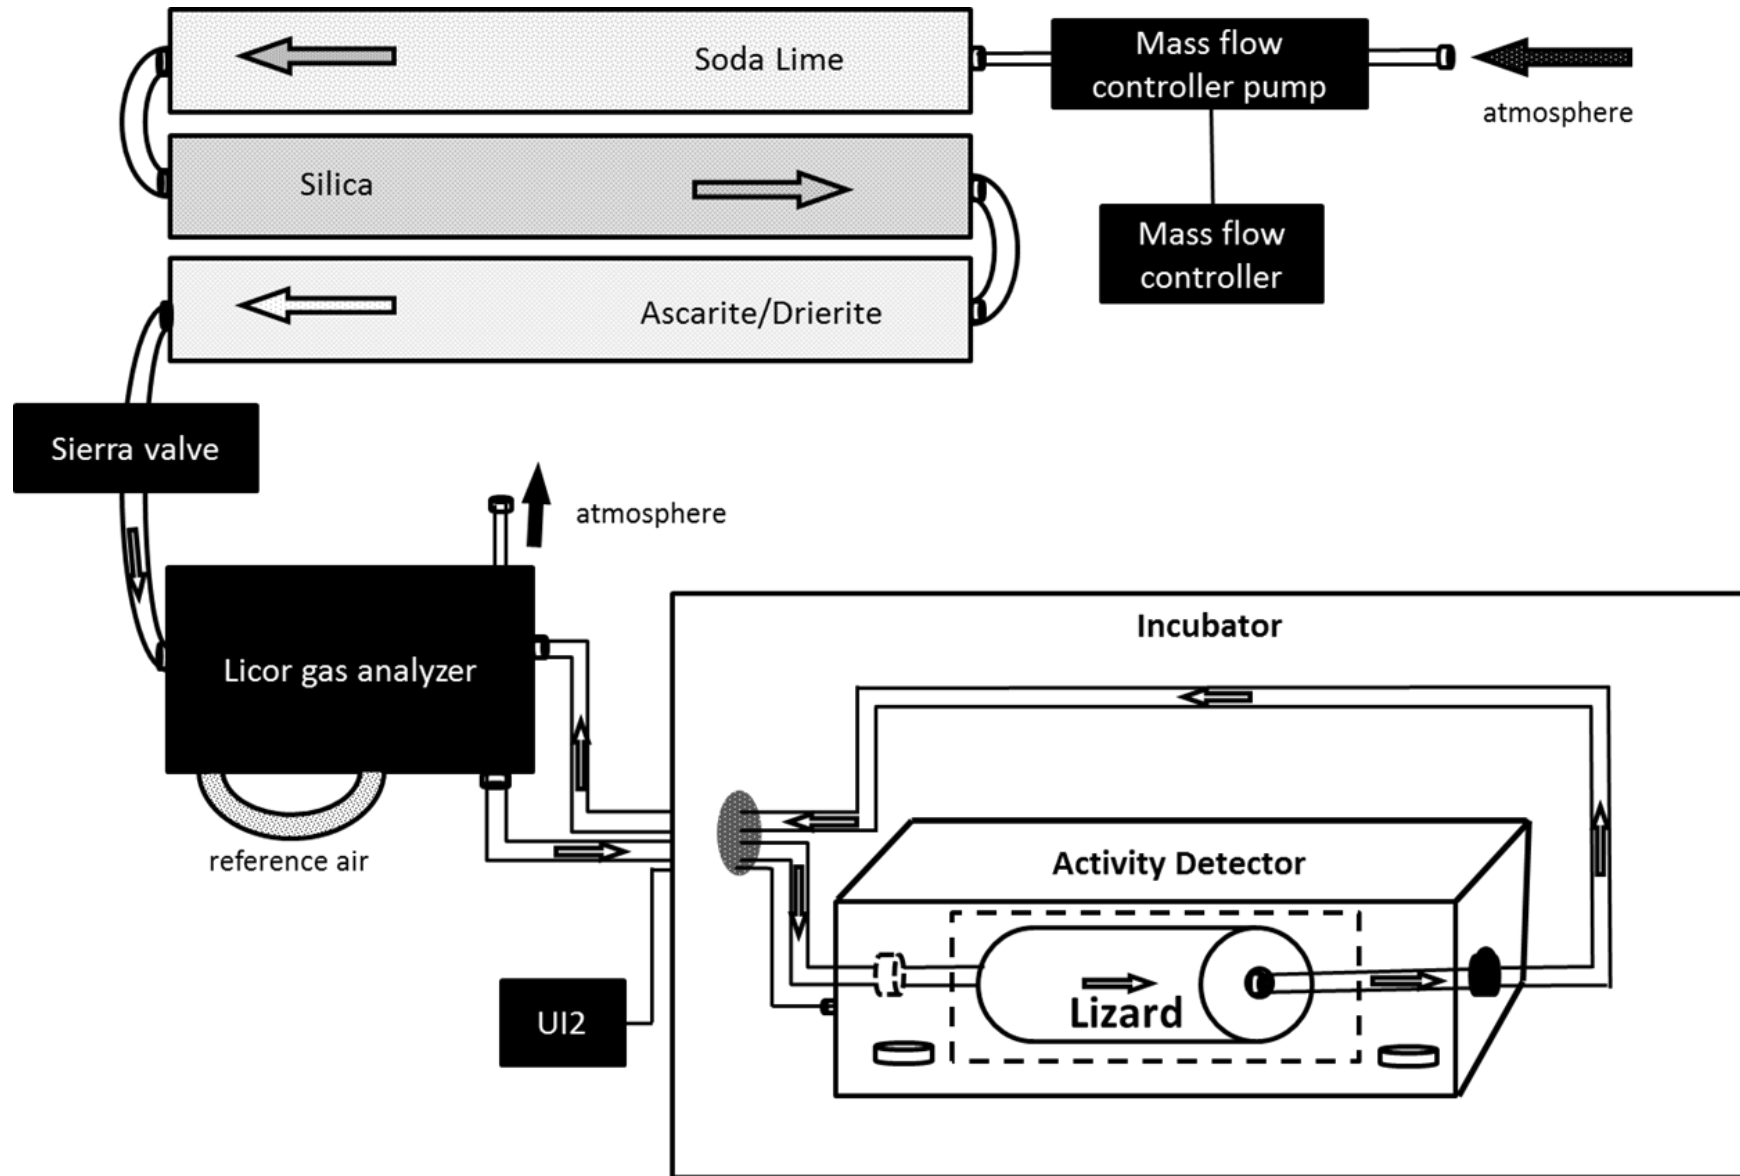 Soda Lime
Mass flow
controller pump
atmosphere
Silica
Mass flow
controller
Ascarite/Drierite
Sierra valve
atmosphere
Licor gas analyzer
reference air
Incubator
Activity Detector
Lizard
UI2